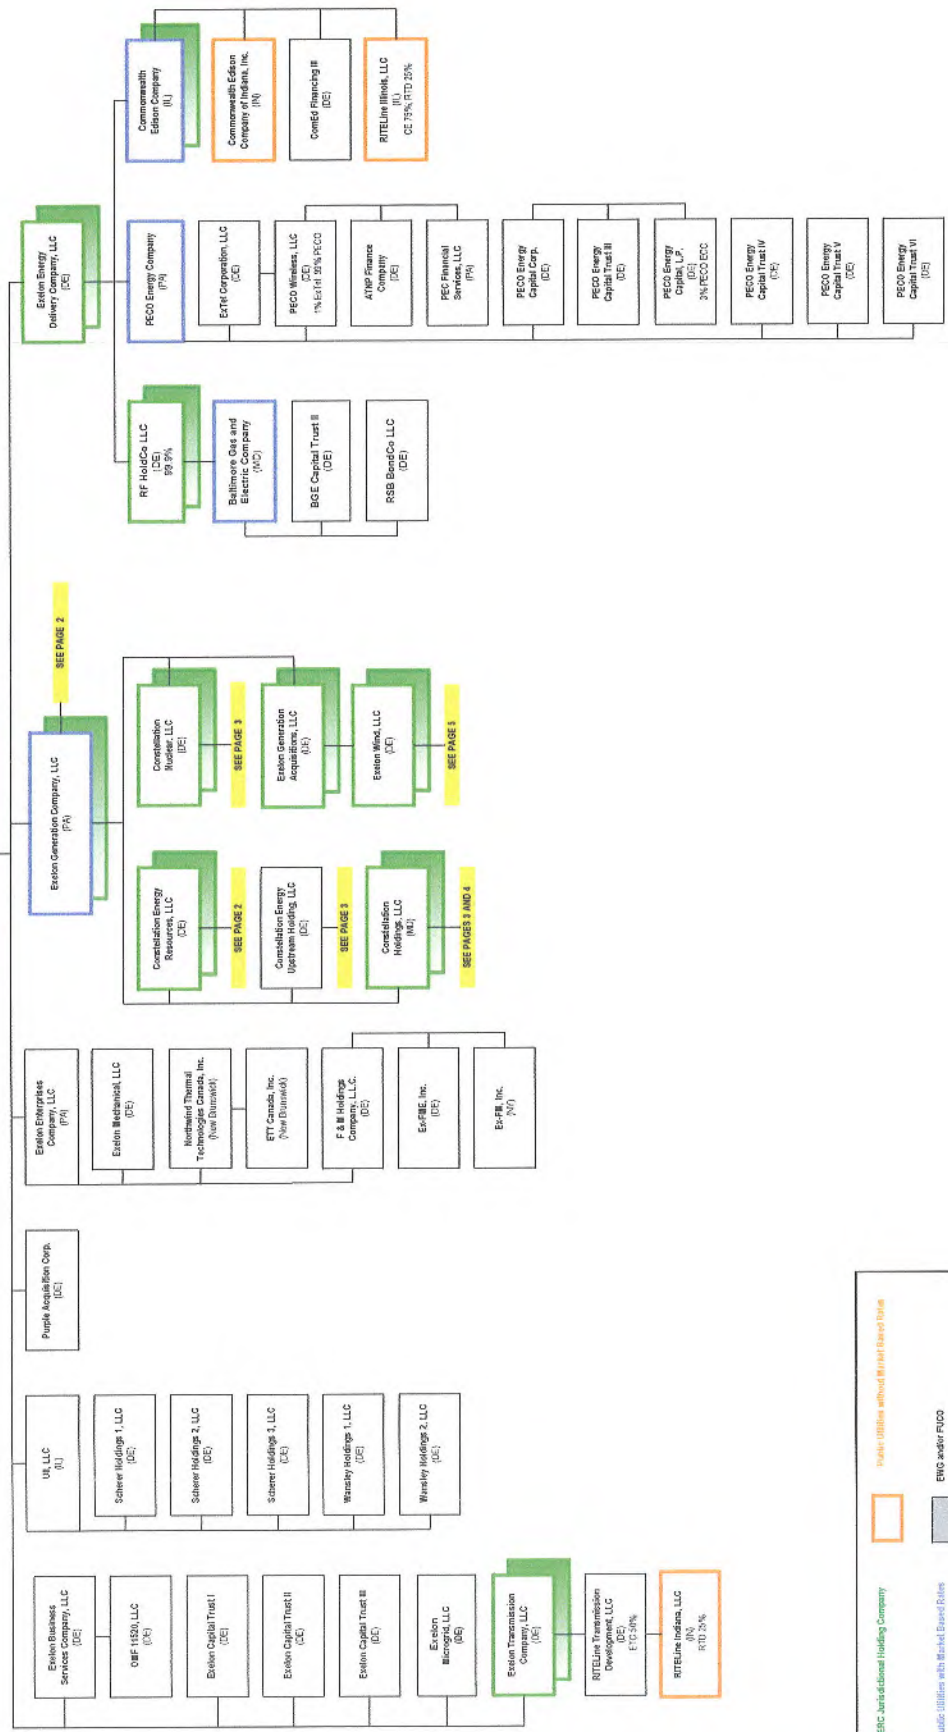 Exelon Business
Services Company, LLC
(DE)
OMF 11520, LLC
(DE)
Exelon Capital Trust I
(DE)
Exelon Capital Trust II
(DE)
Exelon Capital Trust III
(DE)
Exelon
Microgrid, LLC
(DE)
Exelon Transmission
Company, LLC
(DE)
RITELine Transmission
Development, LLC
(DE)
ETC 50%
RITELine Indiana, LLC
(IN)
RTD 25%
UII, LLC
(IL)
Scherer Holdings 1, LLC
(DE)
Scherer Holdings 2, LLC
(DE)
Scherer Holdings 3, LLC
(DE)
Wansley Holdings 1, LLC
(DE)
Wansley Holdings 2, LLC
(DE)
Purple Acquisition Corp.
(DE)
Exelon Enterprises
Company, LLC
(PA)
Exelon Mechanical, LLC
(DE)
Northwind Thermal
Technologies Canada, Inc.
(New Brunswick)
ETT Canada, Inc.
(New Brunswick)
F & M Holdings
Company, L.L.C.
(DE)
Ex-FME, Inc.
(DE)
Ex-FM, Inc.
(NY)
Exelon Generation Company, LLC
(PA)
SEE PAGE 2
Constellation Energy
Resources, LLC
(DE)
SEE PAGE 2
Constellation Energy
Upstream Holding, LLC
(DE)
SEE PAGE 3
Constellation
Holdings, LLC
(MD)
SEE PAGES 3 AND 4
Constellation
Nuclear, LLC
(DE)
SEE PAGE 3
Exelon Generation
Acquisitions, LLC
(DE)
Exelon Wind, LLC
(DE)
SEE PAGE 5
Exelon Energy
Delivery Company, LLC
(DE)
RF HoldCo LLC
(DE)
99.9%
Baltimore Gas and
Electric Company
(MD)
BGE Capital Trust II
(DE)
RSB BondCo LLC
(DE)
PECO Energy Company
(PA)
ExTel Corporation, LLC
(DE)
PECO Wireless, LLC
(DE)
1% ExTel 99% PECO
ATNP Finance
Company
(DE)
PEC Financial
Services, LLC
(PA)
PECO Energy
Capital Corp.
(DE)
PECO Energy
Capital Trust III
(DE)
PECO Energy
Capital, L.P.
(DE)
3% PECO ECC
PECO Energy
Capital Trust IV
(DE)
PECO Energy
Capital Trust V
(DE)
PECO Energy
Capital Trust VI
(DE)
Commonwealth
Edison Company
(IL)
Commonwealth Edison
Company of Indiana, Inc.
(IN)
ComEd Financing III
(DE)
RITELine Illinois, LLC
(IL)
CE 75%, RTD 25%
ERC Jurisdictional Holding Company
Public Utilities without Market Based Rates
ublic Utilities with Market Based Rates
EWG and/or FUCO